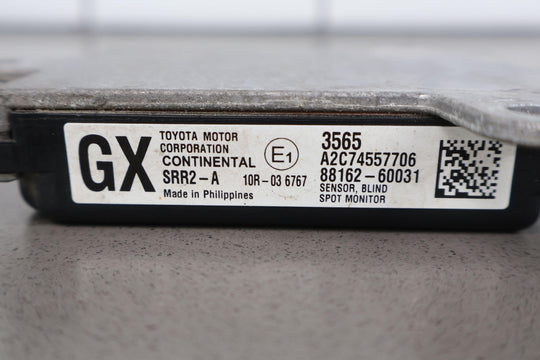 GX
TOYOTA MOTOR
CORPORATION
CONTINENTAL
SRR2-A
Made in Philippines
E1
10R-03 6767
3565
A2C74557706
88162-60031
SENSOR, BLIND
SPOT MONITOR